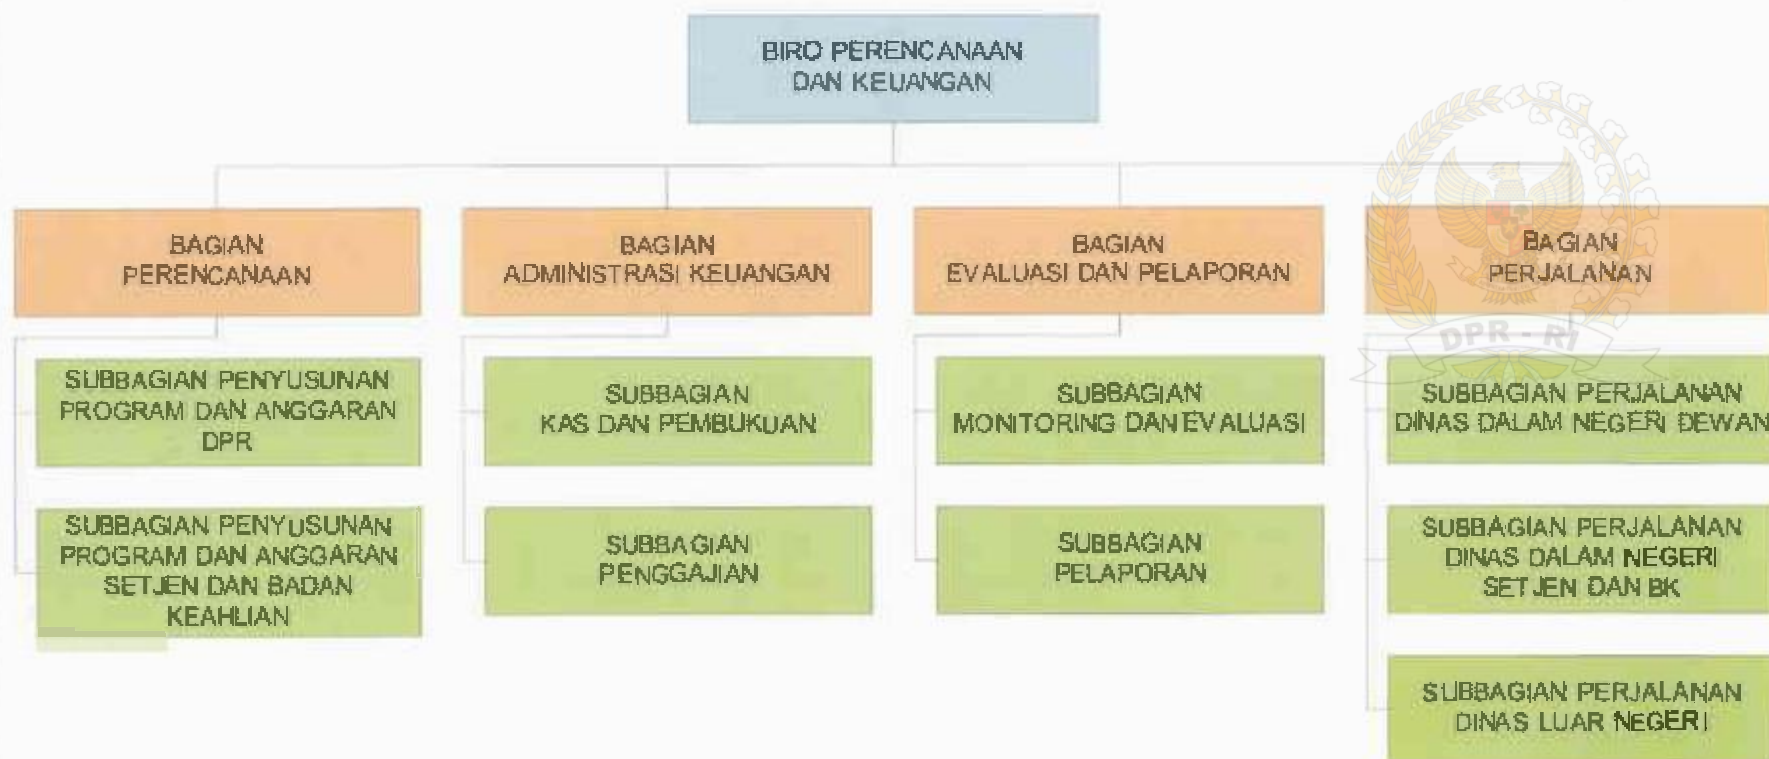 BIRO PERENCANAAN
DAN KEUANGAN
BAGIAN
PERENCANAAN
BAGIAN
ADMINISTRASI KEUANGAN
BAGIAN
EVALUASI DAN PELAPORAN
BAGIAN
PERJALANAN
DPR - RI
SUBBAGIAN PENYUSUNAN
PROGRAM DAN ANGGARAN
DPR
SUBBAGIAN
KAS DAN PEMBUKUAN
SUBBAGIAN
MONITORING DAN EVALUASI
SUBBAGIAN PERJALANAN
DINAS DALAM NEGERI DEWAN
SUBBAGIAN PENYUSUNAN
PROGRAM DAN ANGGARAN
SETJEN DAN BADAN
KEAHLIAN
SUBBAGIAN
PENGGAJIAN
SUBBAGIAN
PELAPORAN
SUBBAGIAN PERJALANAN
DINAS DALAM NEGERI
SETJEN DAN BK
SUBBAGIAN PERJALANAN
DINAS LUAR NEGERI